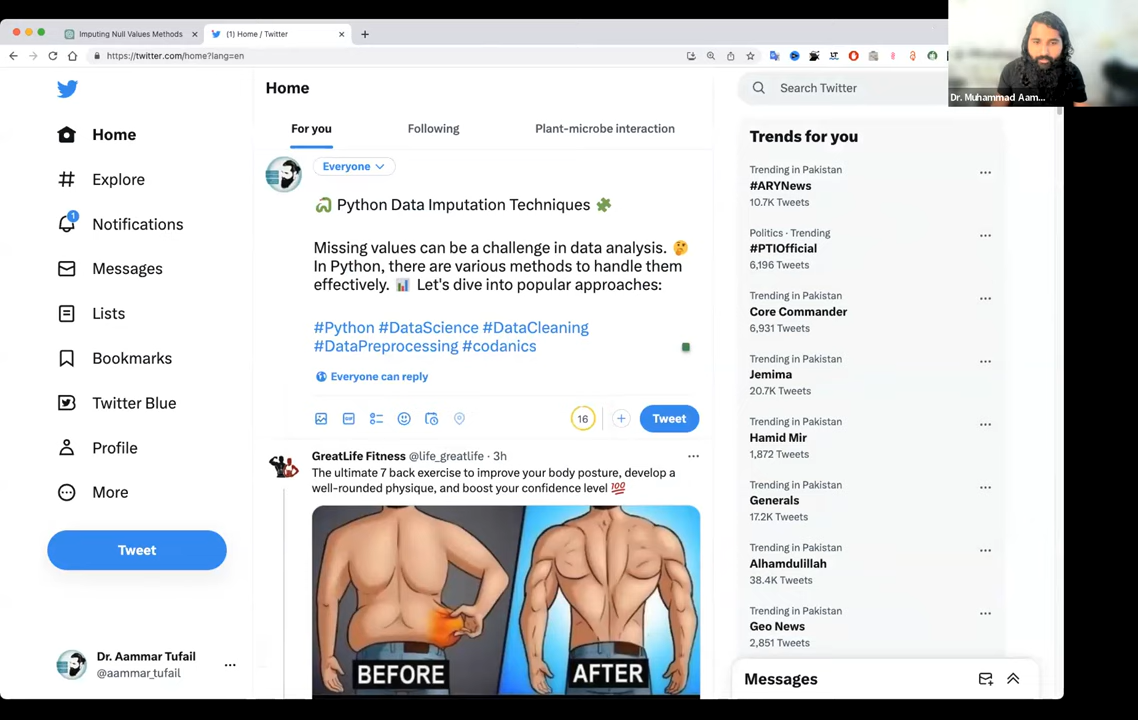 Imputing Null Values Methods
(1) Home / Twitter
https://twitter.com/home?lang=en
Dr. Muhammad Aam...
Home
Explore
Notifications
1
Messages
Lists
Bookmarks
Twitter Blue
Profile
More
Tweet
Dr. Aammar Tufail
@aammar_tufail
Home
For you
Following
Plant-microbe interaction
Everyone
Python Data Imputation Techniques
Missing values can be a challenge in data analysis. 🤔
In Python, there are various methods to handle them
effectively. 📊 Let's dive into popular approaches:
#Python #DataScience #DataCleaning
#DataPreprocessing #codanics
Everyone can reply
GIF
16
Tweet
GreatLife Fitness @life_greatlife · 3h
The ultimate 7 back exercise to improve your body posture, develop a
well-rounded physique, and boost your confidence level 💯
BEFORE
AFTER
Search Twitter
Trends for you
Trending in Pakistan
#ARYNews
10.7K Tweets
Politics · Trending
#PTIOfficial
6,196 Tweets
Trending in Pakistan
Core Commander
6,931 Tweets
Trending in Pakistan
Jemima
20.7K Tweets
Trending in Pakistan
Hamid Mir
1,872 Tweets
Trending in Pakistan
Generals
17.2K Tweets
Trending in Pakistan
Alhamdulillah
38.4K Tweets
Trending in Pakistan
Geo News
2,851 Tweets
Messages